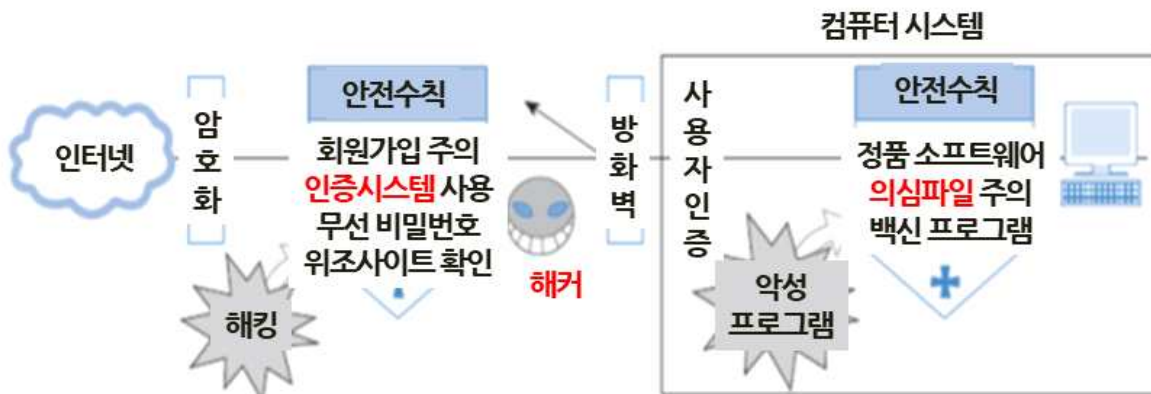 컴퓨터 시스템
인터넷
암호화
안전수칙
회원가입 주의
인증시스템 사용
무선 비밀번호
위조사이트 확인
해킹
해커
방화벽
사용자인증
안전수칙
정품 소프트웨어
의심파일 주의
백신 프로그램
악성
프로그램